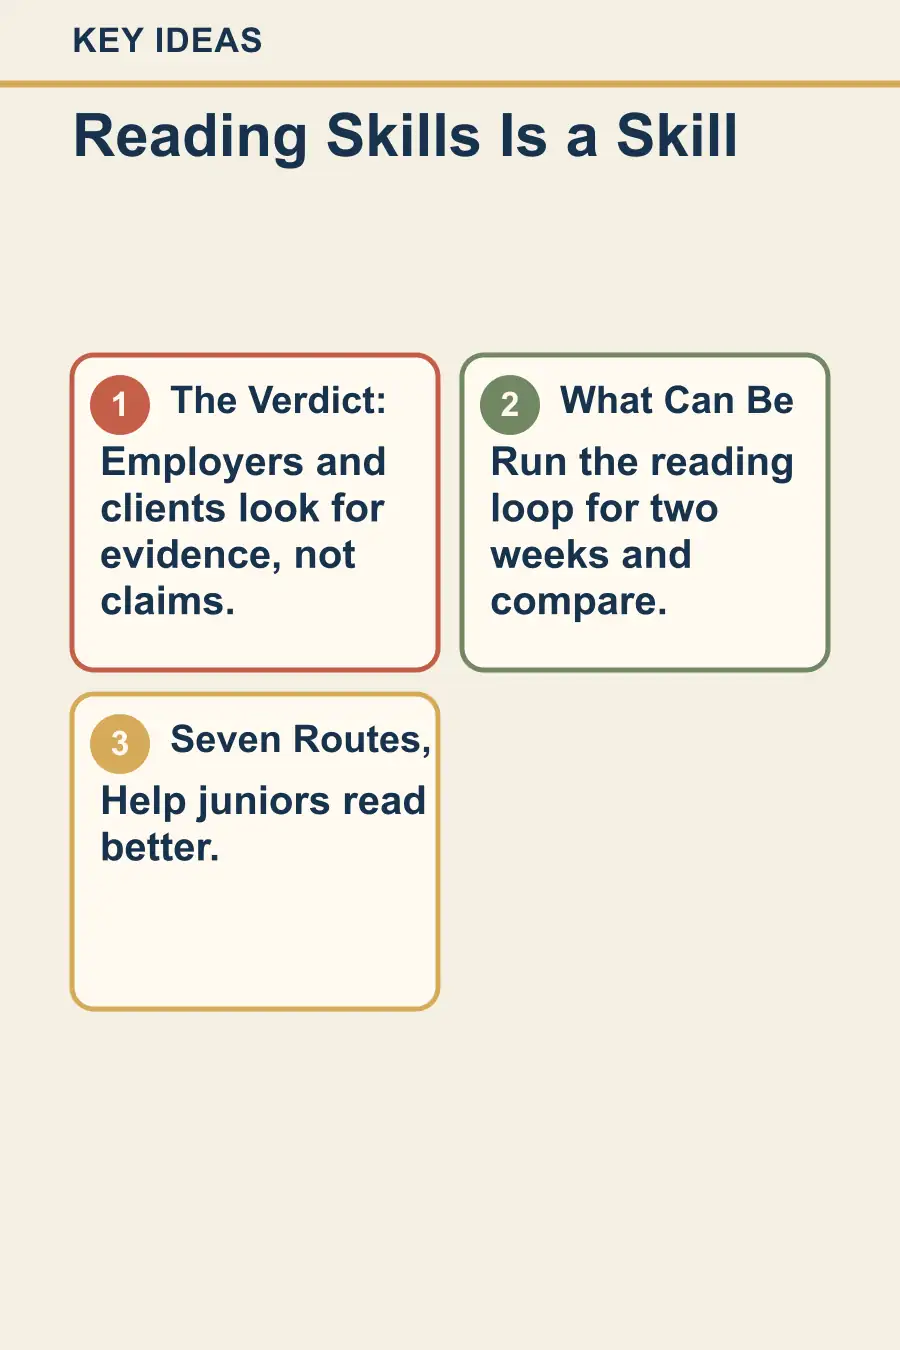 KEY IDEAS
Reading Skills Is a Skill
1 The Verdict:
Employers and
clients look for
evidence, not
claims.
2 What Can Be
Run the reading
loop for two
weeks and
compare.
3 Seven Routes,
Help juniors read
better.